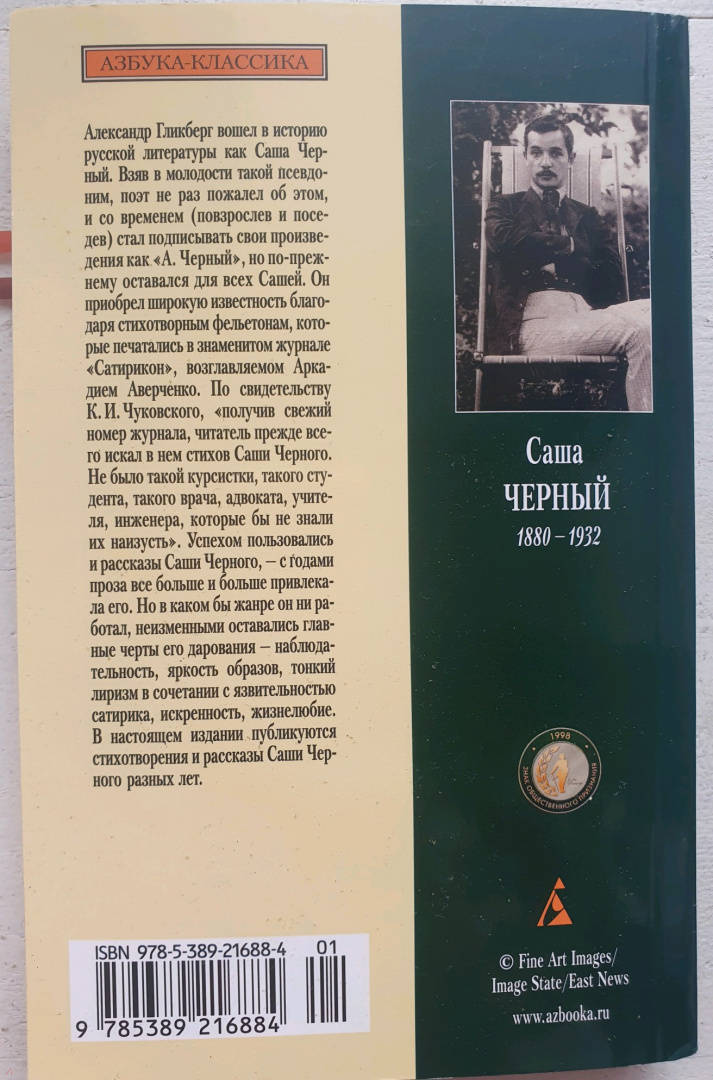 АЗБУКА-КЛАССИКА
Александр Гликберг вошел в историю
русской литературы как Саша Чер-
ный. Взяв в молодости такой псевдо-
ним, поэт не раз пожалел об этом,
и со временем (повзрослев и посе-
дев) стал подписывать свои произве-
дения как «А. Черный», но по-преж-
нему оставался для всех Сашей. Он
приобрел широкую известность благо-
даря стихотворным фельетонам, кото-
рые печатались в знаменитом журнале
«Сатирикон», возглавляемом Арка-
дием Аверченко. По свидетельству
К. И. Чуковского, «получив свежий
номер журнала, читатель прежде все-
го искал в нем стихов Саши Черного.
Не было такой курсистки, такого сту-
дента, такого врача, адвоката, учите-
ля, инженера, которые бы не знали
их наизусть». Успехом пользовались
и рассказы Саши Черного, – с годами
проза все больше и больше привлека-
ла его. Но в каком бы жанре он ни ра-
ботал, неизменными оставались глав-
ные черты его дарования – наблюда-
тельность, яркость образов, тонкий
лиризм в сочетании с язвительностью
сатирика, искренность, жизнелюбие.
В настоящем издании публикуются
стихотворения и рассказы Саши Чер-
ного разных лет.
ISBN 978-5-389-21688-4 01
9 785389 216884
Саша
ЧЕРНЫЙ
1880 – 1932
1998
ЗНАК ОБЩЕСТВЕННОГО ПРИЗНАНИЯ
© Fine Art Images/
Image State/East News
www.azbooka.ru